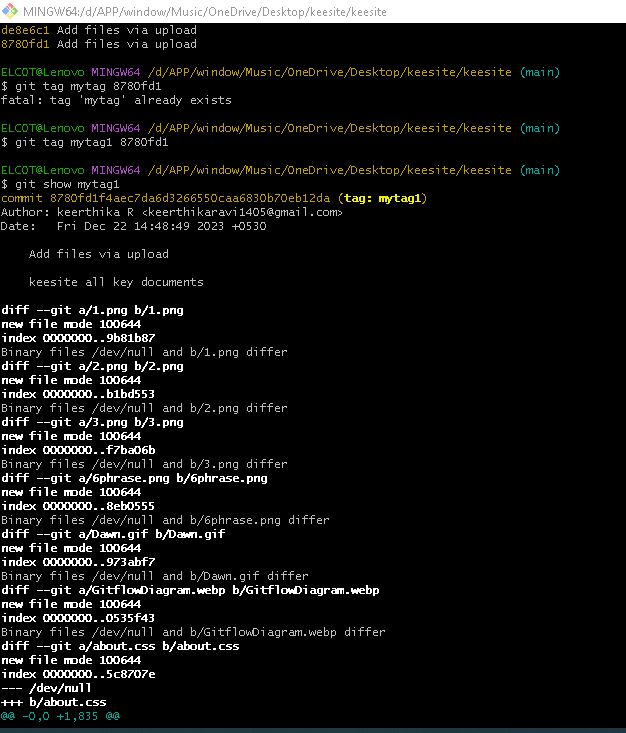 MINGW64:/d/APP/window/Music/OneDrive/Desktop/keesite/keesite
de8e6c1 Add files via upload
8780fd1 Add files via upload
ELCOT@Lenovo MINGW64 /d/APP/window/Music/OneDrive/Desktop/keesite/keesite (main)
$ git tag mytag 8780fd1
fatal: tag 'mytag' already exists
ELCOT@Lenovo MINGW64 /d/APP/window/Music/OneDrive/Desktop/keesite/keesite (main)
$ git tag mytag1 8780fd1
ELCOT@Lenovo MINGW64 /d/APP/window/Music/OneDrive/Desktop/keesite/keesite (main)
$ git show mytag1
commit 8780fd1f4aec7da6d3266550caa6830b70eb12da (tag: mytag1)
Author: keerthika R <keerthikaravi1405@gmail.com>
Date:   Fri Dec 22 14:48:49 2023 +0530
Add files via upload
keesite all key documents
diff --git a/1.png b/1.png
new file mode 100644
index 0000000..9b81b87
Binary files /dev/null and b/1.png differ
diff --git a/2.png b/2.png
new file mode 100644
index 0000000..b1bd553
Binary files /dev/null and b/2.png differ
diff --git a/3.png b/3.png
new file mode 100644
index 0000000..f7ba06b
Binary files /dev/null and b/3.png differ
diff --git a/6phrase.png b/6phrase.png
new file mode 100644
index 0000000..8eb0555
Binary files /dev/null and b/6phrase.png differ
diff --git a/Dawn.gif b/Dawn.gif
new file mode 100644
index 0000000..973abf7
Binary files /dev/null and b/Dawn.gif differ
diff --git a/GitflowDiagram.webp b/GitflowDiagram.webp
new file mode 100644
index 0000000..0535f43
Binary files /dev/null and b/GitflowDiagram.webp differ
diff --git a/about.css b/about.css
new file mode 100644
index 0000000..5c8707e
--- /dev/null
+++ b/about.css
@@ -0,0 +1,835 @@